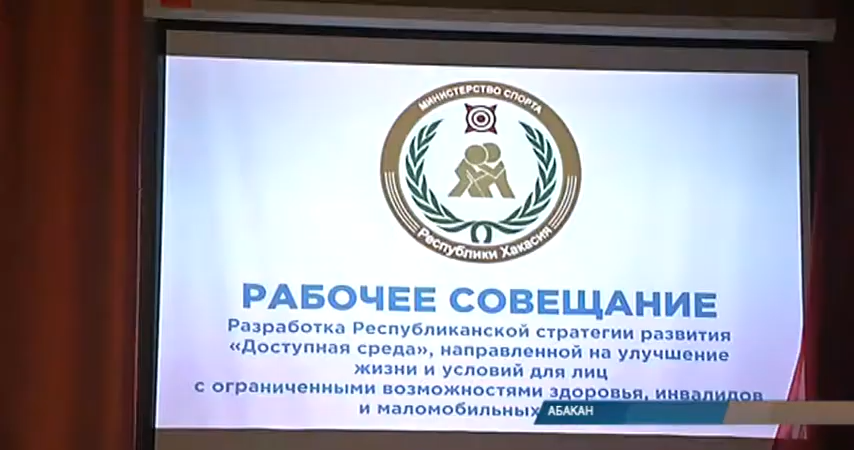 МИНИСТЕРСТВО СПОРТА
Республики Хакасия
РАБОЧЕЕ СОВЕЩАНИЕ
Разработка Республиканской стратегии развития
«Доступная среда», направленной на улучшение
жизни и условий для лиц
с ограниченными возможностями здоровья, инвалидов
и маломобильных
АБАКАН